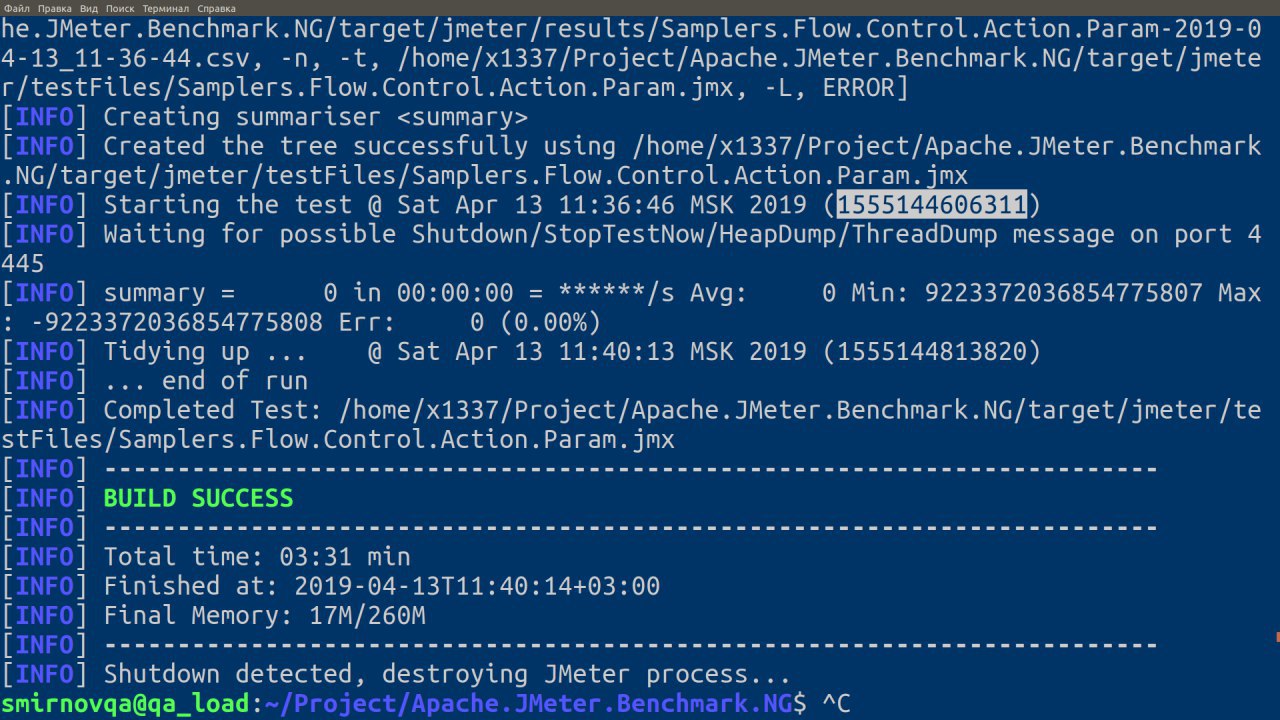 Файл Правка Вид Поиск Терминал Справка
he.JMeter.Benchmark.NG/target/jmeter/results/Samplers.Flow.Control.Action.Param-2019-0
4-13_11-36-44.csv, -n, -t, /home/x1337/Project/Apache.JMeter.Benchmark.NG/target/jmete
r/testFiles/Samplers.Flow.Control.Action.Param.jmx, -L, ERROR]
[INFO] Creating summariser <summary>
[INFO] Created the tree successfully using /home/x1337/Project/Apache.JMeter.Benchmark
.NG/target/jmeter/testFiles/Samplers.Flow.Control.Action.Param.jmx
[INFO] Starting the test @ Sat Apr 13 11:36:46 MSK 2019 (1555144606311)
[INFO] Waiting for possible Shutdown/StopTestNow/HeapDump/ThreadDump message on port 4
445
[INFO] summary =      0 in 00:00:00 = ******/s Avg:     0 Min: 9223372036854775807 Max
: -9223372036854775808 Err:     0 (0.00%)
[INFO] Tidying up ...    @ Sat Apr 13 11:40:13 MSK 2019 (1555144813820)
[INFO] ... end of run
[INFO] Completed Test: /home/x1337/Project/Apache.JMeter.Benchmark.NG/target/jmeter/te
stFiles/Samplers.Flow.Control.Action.Param.jmx
[INFO] ------------------------------------------------------------------------
[INFO] BUILD SUCCESS
[INFO] ------------------------------------------------------------------------
[INFO] Total time: 03:31 min
[INFO] Finished at: 2019-04-13T11:40:14+03:00
[INFO] Final Memory: 17M/260M
[INFO] ------------------------------------------------------------------------
[INFO] Shutdown detected, destroying JMeter process...
smirnovqa@qa_load:~/Project/Apache.JMeter.Benchmark.NG$ ^C